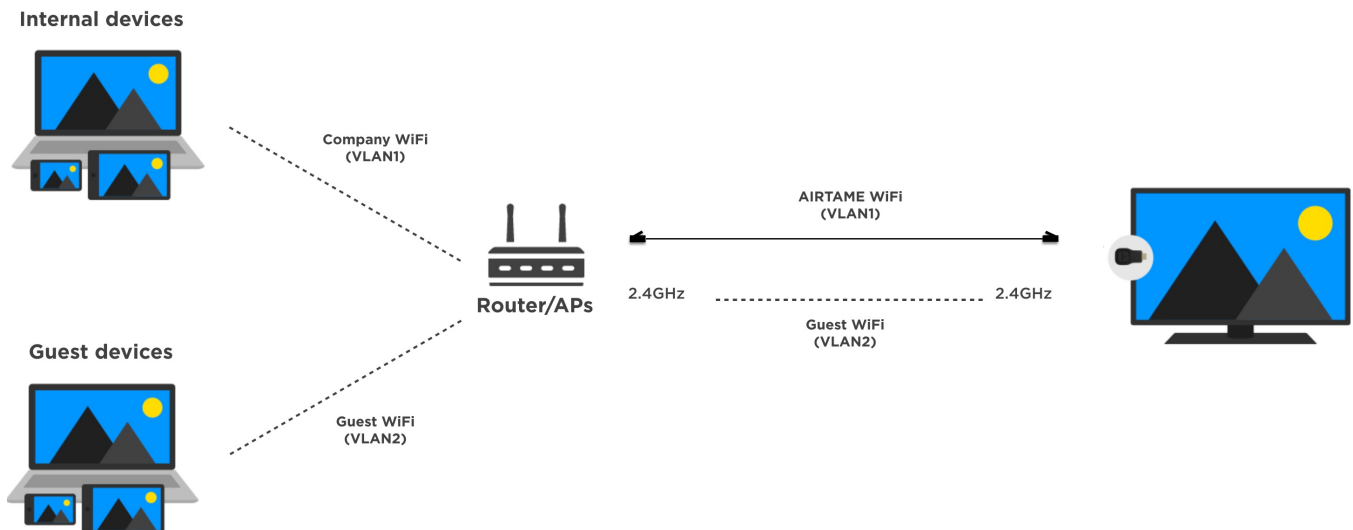 Internal devices
Company WiFi
(VLAN1)
AIRTAME WiFi
(VLAN1)
Router/APs
2.4GHz
2.4GHz
Guest WiFi
(VLAN2)
Guest devices
Guest WiFi
(VLAN2)